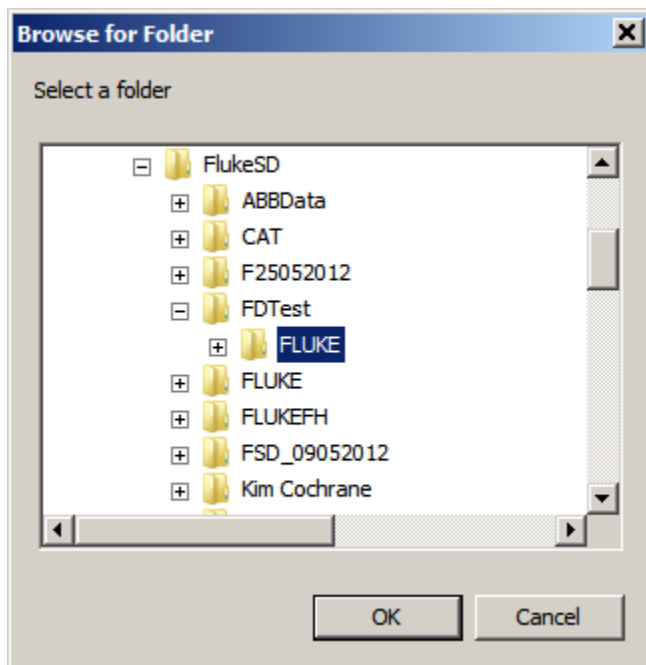 Browse for Folder
Select a folder
FlukeSD
ABBData
CAT
F25052012
FDTest
FLUKE
FLUKE
FLUKEFH
FSD_09052012
Kim Cochrane
OK Cancel